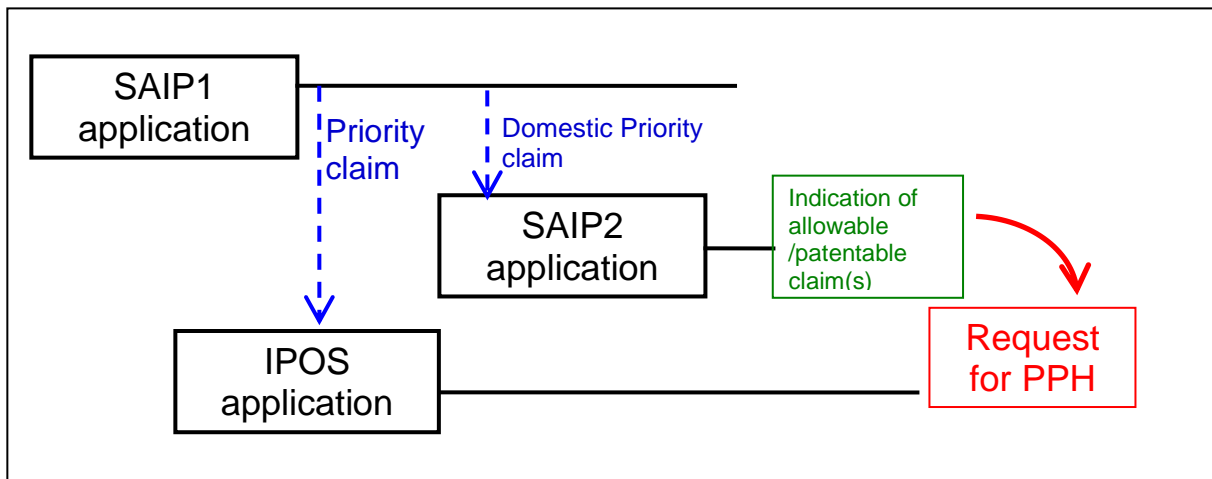 SAIP1
application
Priority
claim
Domestic Priority
claim
SAIP2
application
Indication of
allowable
/patentable
claim(s)
IPOS
application
Request
for PPH